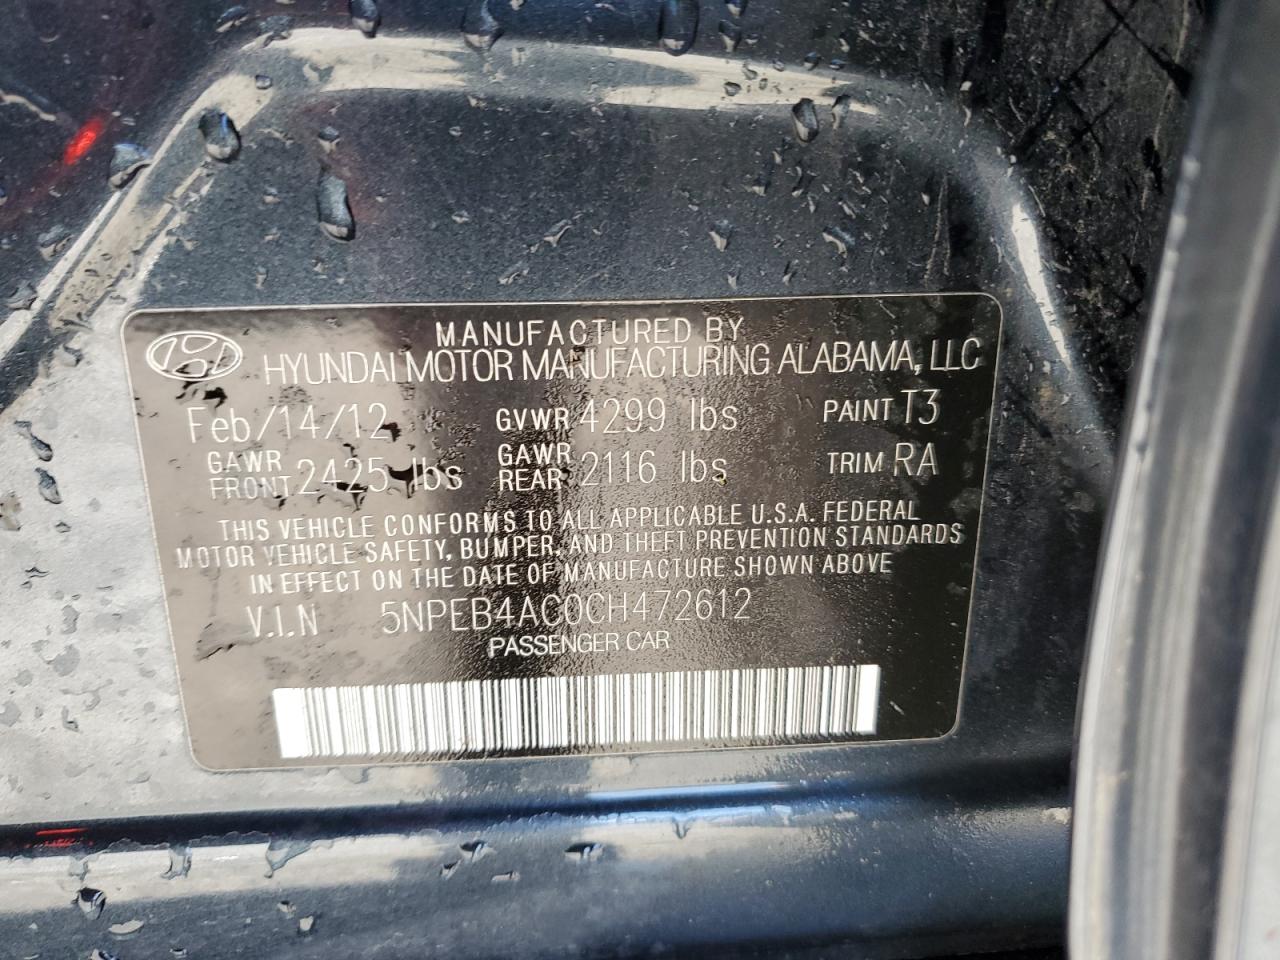 MANUFACTURED BY
HYUNDAI MOTOR MANUFACTURING ALABAMA, LLC
Feb/14/12 GVWR 4299 lbs PAINT T3
GAWR FRONT 2425 lbs GAWR REAR 2116 lbs TRIM RA
THIS VEHICLE CONFORMS TO ALL APPLICABLE U.S.A. FEDERAL
MOTOR VEHICLE SAFETY, BUMPER, AND THEFT PREVENTION STANDARDS
IN EFFECT ON THE DATE OF MANUFACTURE SHOWN ABOVE
V.I.N 5NPEB4AC0CH472612
PASSENGER CAR